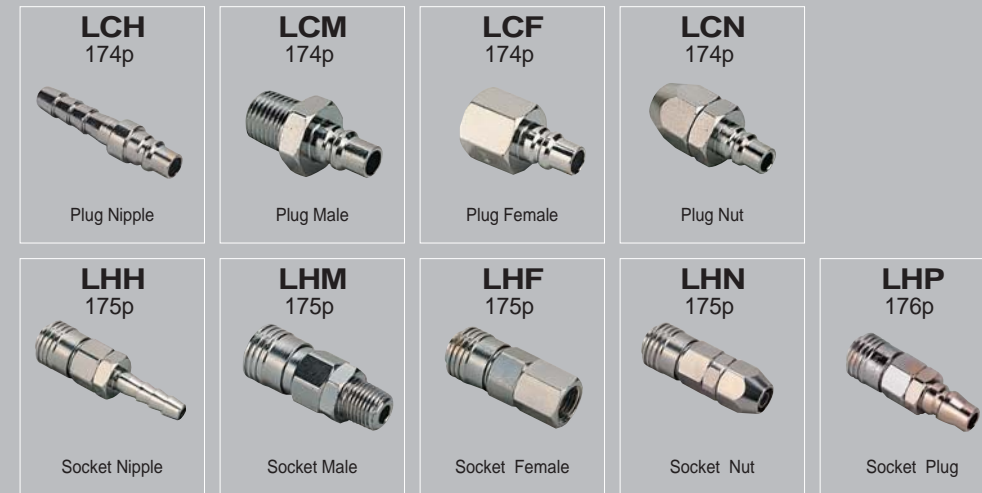 LCH
174p
Plug Nipple
LCM
174p
Plug Male
LCF
174p
Plug Female
LCN
174p
Plug Nut
LHH
175p
Socket Nipple
LHM
175p
Socket Male
LHF
175p
Socket Female
LHN
175p
Socket Nut
LHP
176p
Socket Plug